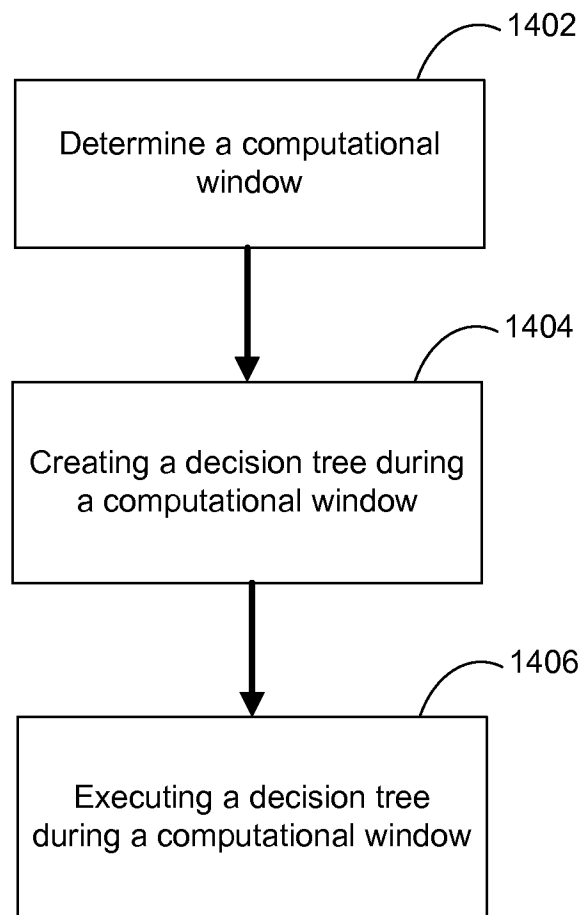 1402
Determine a computational
window
1404
Creating a decision tree during
a computational window
1406
Executing a decision tree
during a computational window